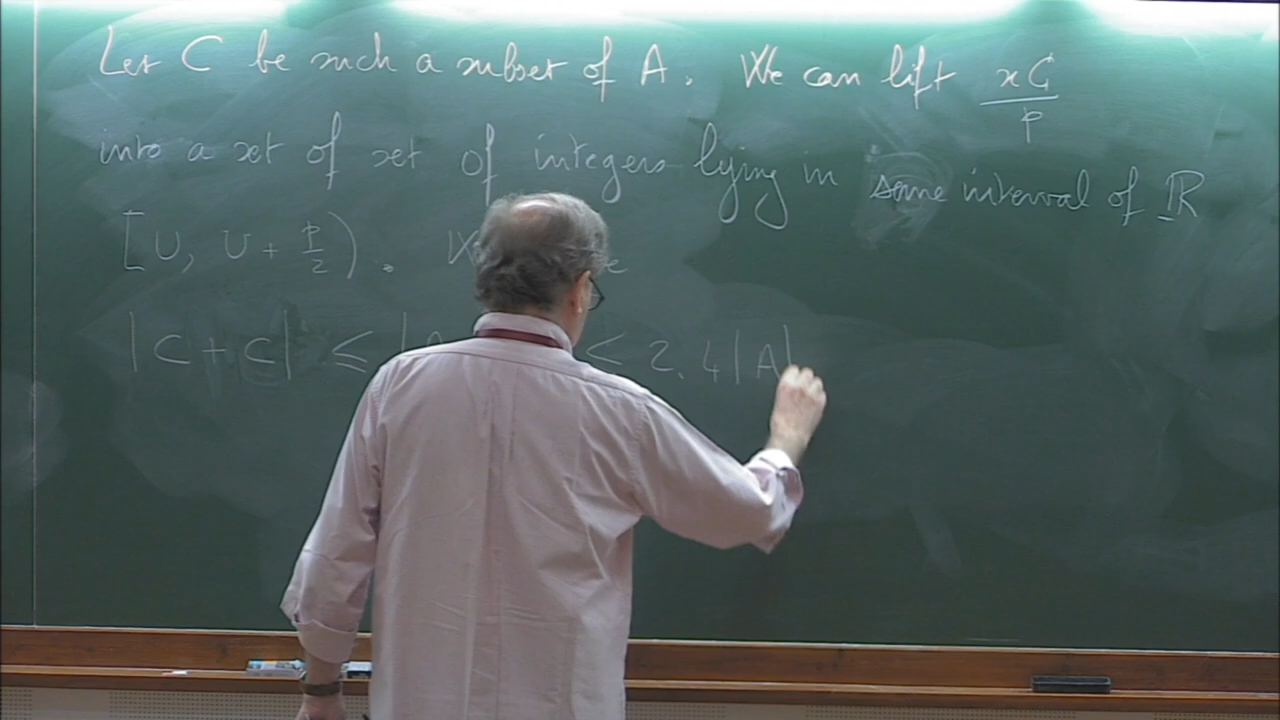 Let C be such a subset of A. We can lift xC/p
into a set of set of integers lying in some interval of ℝ
[U, U + p/2).
|C + C| ≤ | < 2.4|A|